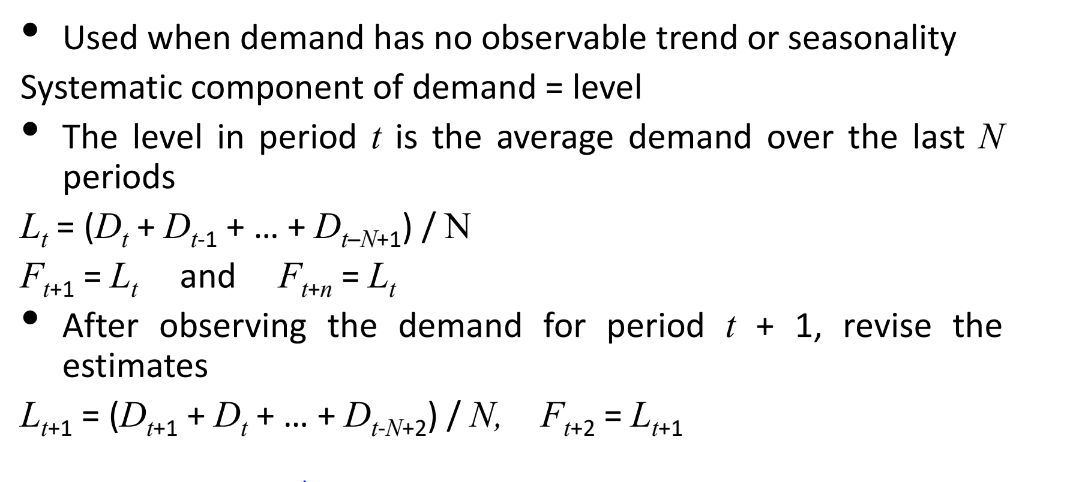 • Used when demand has no observable trend or seasonality
Systematic component of demand = level
• The level in period t is the average demand over the last N
periods
Lₜ = (Dₜ + Dₜ₋₁ + … + Dₜ₋N₊₁) / N
Fₜ₊₁ = Lₜ and Fₜ₊ₙ = Lₜ
• After observing the demand for period t + 1, revise the
estimates
Lₜ₊₁ = (Dₜ₊₁ + Dₜ + … + Dₜ₋N₊₂) / N, Fₜ₊₂ = Lₜ₊₁